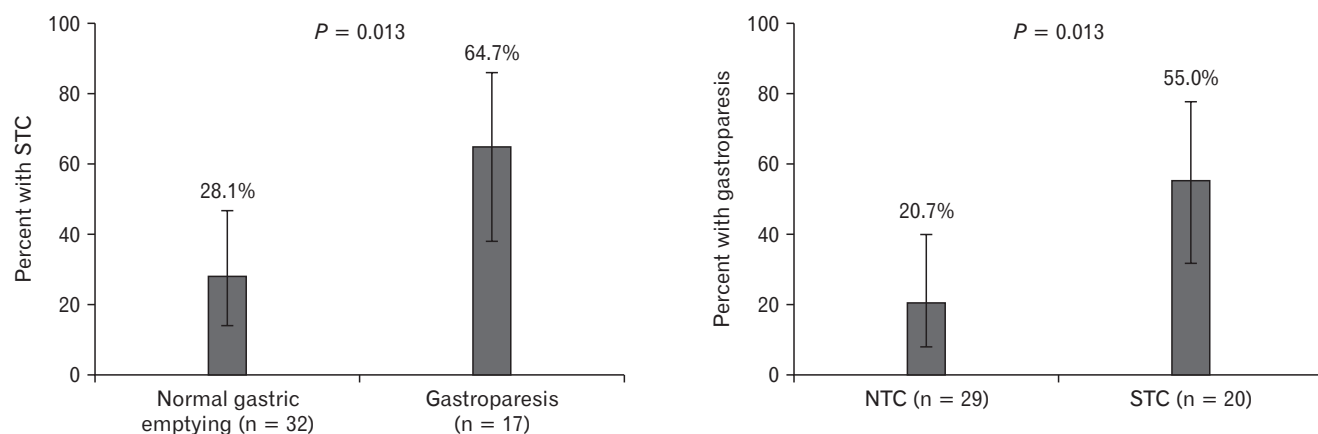 Percent with STC
100
80
60
40
20
0
P = 0.013
28.1%
64.7%
Normal gastric
emptying (n = 32)
Gastroparesis
(n = 17)
Percent with gastroparesis
100
80
60
40
20
0
P = 0.013
20.7%
55.0%
NTC (n = 29)
STC (n = 20)